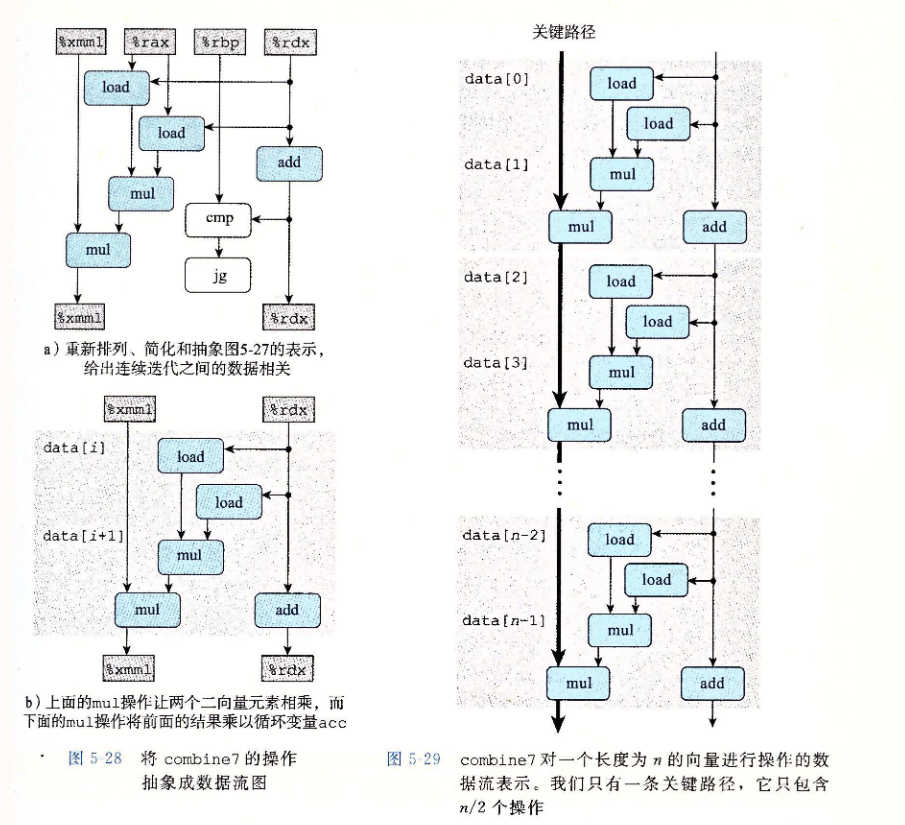 %xmm1 %rax %rbp %rdx
load
load
add
mul
cmp
mul
jg
%xmm1 %rdx
a）重新排列、简化和抽象图5-27的表示，
给出连续迭代之间的数据相关
%xmm1 %rdx
data[i]
load
load
data[i+1]
mul
mul add
%xmm1 %rdx
b）上面的mul操作让两个二向量元素相乘，而
下面的mul操作将前面的结果乘以循环变量acc
图 5-28 将 combine7 的操作
抽象成数据流图
关键路径
data[0]
load
load
data[1]
mul
mul add
data[2]
load
load
data[3]
mul
mul add
data[n-2]
load
load
data[n-1]
mul
mul add
图 5-29 combine7 对一个长度为 n 的向量进行操作的数
据流表示。我们只有一条关键路径，它只包含
n/2 个操作